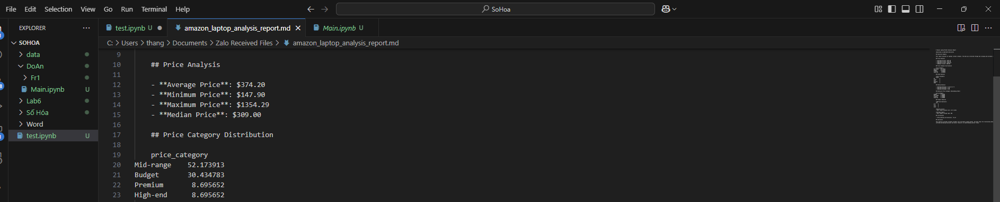 File Edit Selection View Go Run Terminal Help
SoHoa
EXPLORER
test.ipynb U
amazon_laptop_analysis_report.md
Main.ipynb U
SOHOA
C: > Users > thang > Documents > Zalo Received Files > amazon_laptop_analysis_report.md
data
DoAn
Fr1
Main.ipynb U
Lab6
Số Hóa
Word
test.ipynb U
9
10 ## Price Analysis
11
12 - **Average Price**: $374.20
13 - **Minimum Price**: $147.90
14 - **Maximum Price**: $1354.29
15 - **Median Price**: $309.00
16
17 ## Price Category Distribution
18
19 price_category
20 Mid-range 52.173913
21 Budget 30.434783
22 Premium 8.695652
23 High-end 8.695652